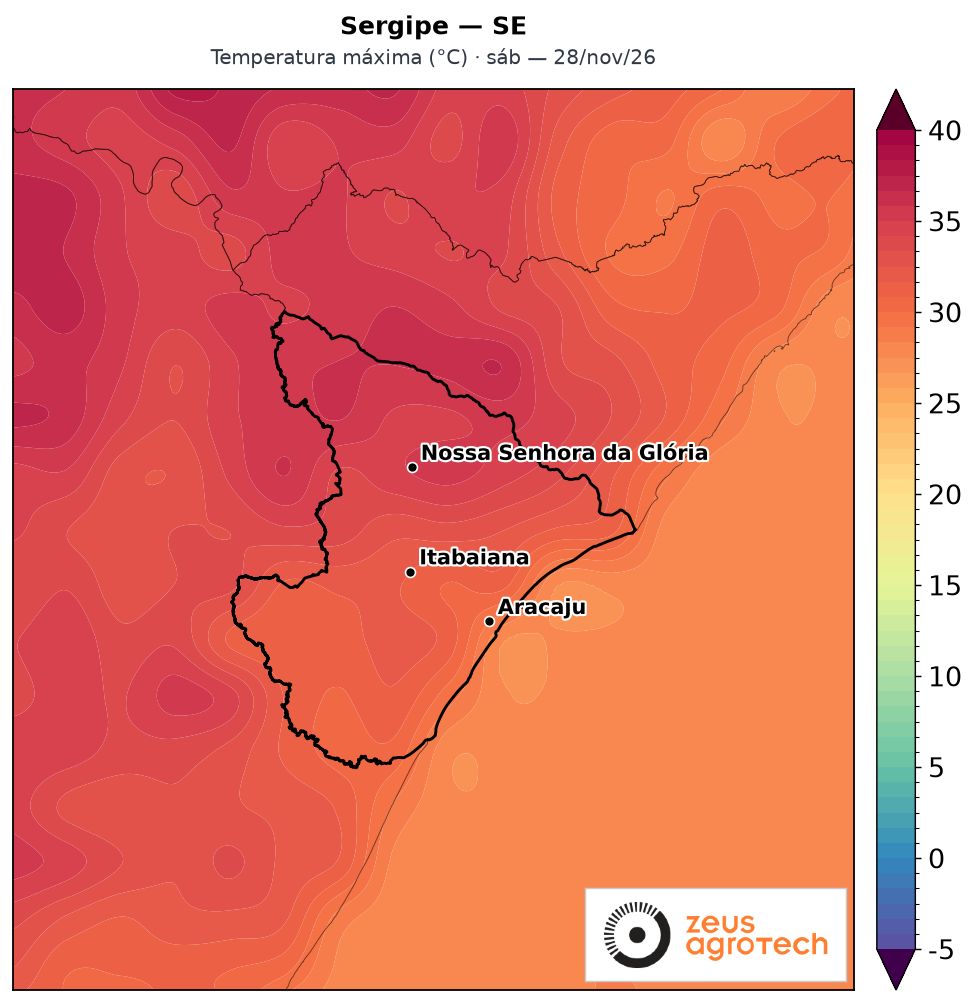 Sergipe — SE
Temperatura máxima (°C) · sáb — 28/nov/26
40
35
30
25
20
15
10
5
0
-5
Nossa Senhora da Glória
Itabaiana
Aracaju
zeus
agrotech